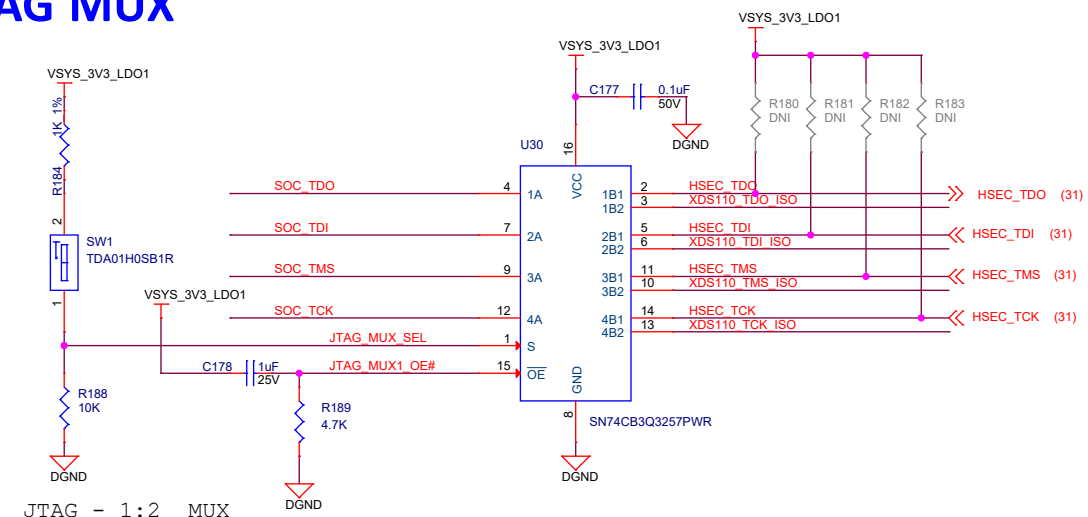 AG MUX
VSYS_3V3_LDO1
VSYS_3V3_LDO1
VSYS_3V3_LDO1
1K 1%
R184
2
SW1
TDA01H0SB1R
1
VSYS_3V3_LDO1
C177
0.1uF
50V
DGND
R180
DNI
R181
DNI
R182
DNI
R183
DNI
U30
16
VCC
SOC_TDO
4
1A
1B1
2
HSEC_TDO
HSEC_TDO (31)
1B2
3
XDS110_TDO_ISO
SOC_TDI
7
2A
2B1
5
HSEC_TDI
HSEC_TDI (31)
2B2
6
XDS110_TDI_ISO
SOC_TMS
9
3A
3B1
11
HSEC_TMS
HSEC_TMS (31)
3B2
10
XDS110_TMS_ISO
SOC_TCK
12
4A
4B1
14
HSEC_TCK
HSEC_TCK (31)
4B2
13
XDS110_TCK_ISO
JTAG_MUX_SEL
1
S
C178
1uF
25V
JTAG_MUX1_OE#
15
OE
GND
8
SN74CB3Q3257PWR
R188
10K
R189
4.7K
DGND
DGND
DGND
JTAG - 1:2 MUX